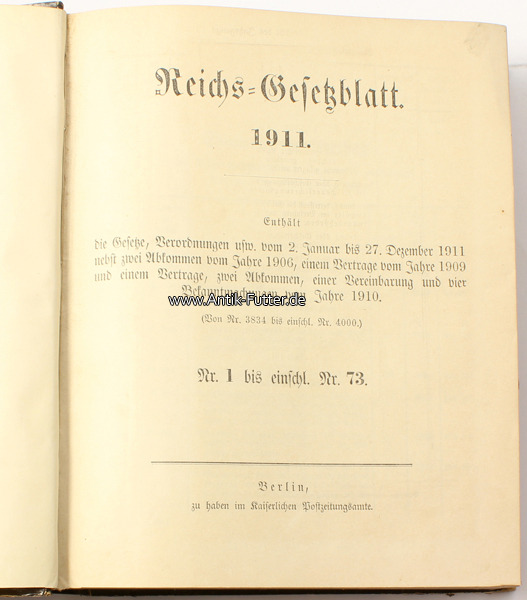 Reichs-Gesetzblatt.
1911.
Enthält
die Gesetze, Verordnungen usw. vom 2. Januar bis 27. Dezember 1911
nebst zwei Abkommen vom Jahre 1906, einem Vertrage vom Jahre 1909
und einem Vertrage, zwei Abkommen, einer Vereinbarung und vier
www.Antik-Futter.de
Bekanntmachungen vom Jahre 1910.
(Von Nr. 3834 bis einschl. Nr. 4000.)
Nr. 1 bis einschl. Nr. 73.
Berlin,
zu haben im Kaiserlichen Postzeitungsamte.